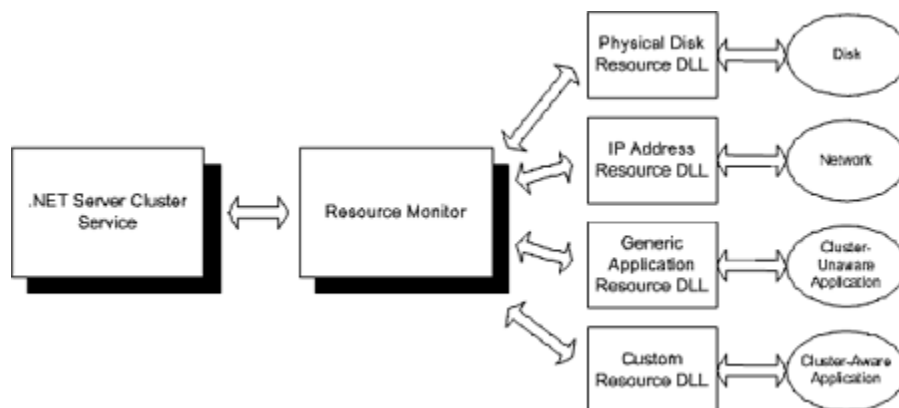 .NET Server Cluster
Service
Resource Monitor
Physical Disk
Resource DLL
Disk
IP Address
Resource DLL
Network
Generic
Application
Resource DLL
Cluster-
Unaware
Application
Custom
Resource DLL
Cluster-Aware
Application